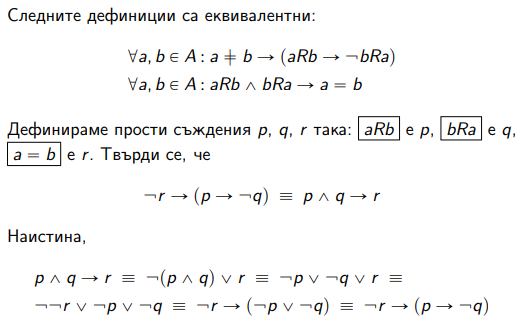 Следните дефиниции са еквивалентни:
∀a, b ∈ A : a ≠ b → (aRb → ¬bRa)
∀a, b ∈ A : aRb ∧ bRa → a = b
Дефинираме прости съждения p, q, r така: aRb е p, bRa е q,
a = b е r. Твърди се, че
¬r → (p → ¬q) ≡ p ∧ q → r
Наистина,
p ∧ q → r ≡ ¬(p ∧ q) ∨ r ≡ ¬p ∨ ¬q ∨ r ≡
¬¬r ∨ ¬p ∨ ¬q ≡ ¬r → (¬p ∨ ¬q) ≡ ¬r → (p → ¬q)